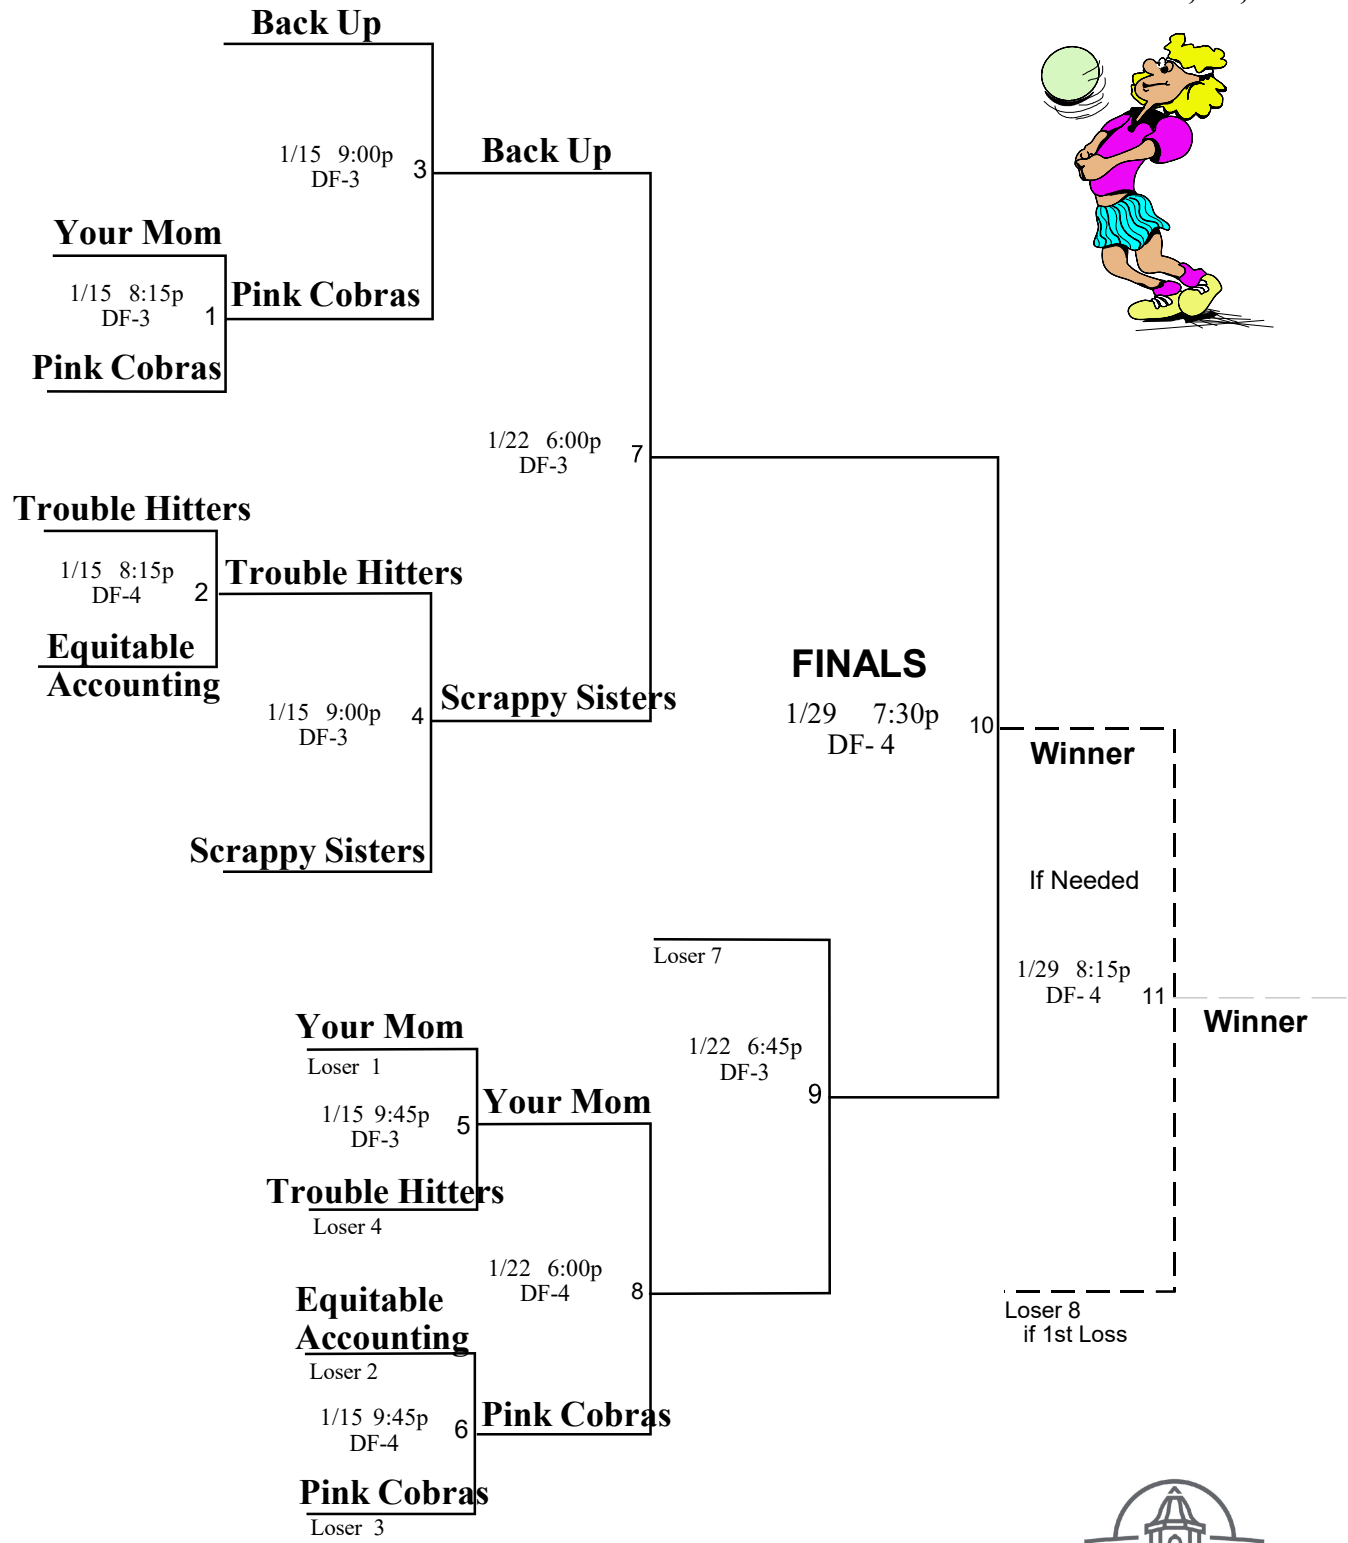 Back Up
1/15 9:00p
DF-3
3
Back Up
Your Mom
1/15 8:15p
DF-3
1
Pink Cobras
Pink Cobras
1/22 6:00p
DF-3
7
Trouble Hitters
1/15 8:15p
DF-4
2
Trouble Hitters
Equitable
Accounting
1/15 9:00p
DF-3
4
Scrappy Sisters
Scrappy Sisters
FINALS
1/29 7:30p
DF- 4
10
Winner
If Needed
1/29 8:15p
DF- 4
11
Winner
Loser 7
1/22 6:45p
DF-3
9
Your Mom
Loser 1
1/15 9:45p
DF-3
5
Your Mom
Trouble Hitters
Loser 4
1/22 6:00p
DF-4
8
Equitable
Accounting
Loser 2
1/15 9:45p
DF-4
6
Pink Cobras
Pink Cobras
Loser 3
Loser 8
if 1st Loss